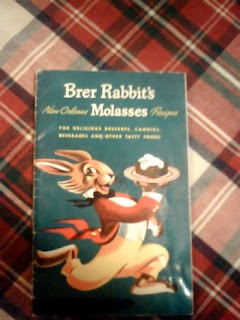 Brer Rabbit's
New Orleans Molasses Recipes
FOR DELICIOUS DESSERTS, CANDIES,
BEVERAGES AND OTHER TASTY FOODS